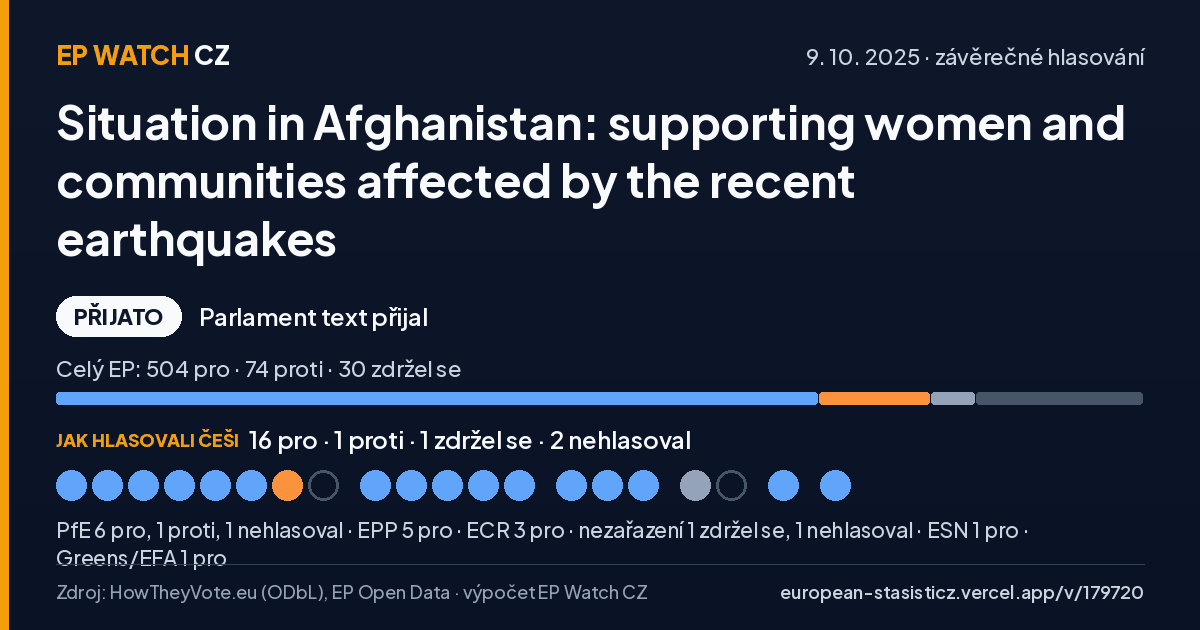 EP WATCH CZ
9. 10. 2025 · závěrečné hlasování
Situation in Afghanistan: supporting women and
communities affected by the recent
earthquakes
PŘIJATO Parlament text přijal
Celý EP: 504 pro · 74 proti · 30 zdržel se
JAK HLASOVALI ČEŠI 16 pro · 1 proti · 1 zdržel se · 2 nehlasoval
PfE 6 pro, 1 proti, 1 nehlasoval · EPP 5 pro · ECR 3 pro · nezařazení 1 zdržel se, 1 nehlasoval · ESN 1 pro ·
Greens/EFA 1 pro
Zdroj: HowTheyVote.eu (ODbL), EP Open Data · výpočet EP Watch CZ
european-stasisticz.vercel.app/v/179720